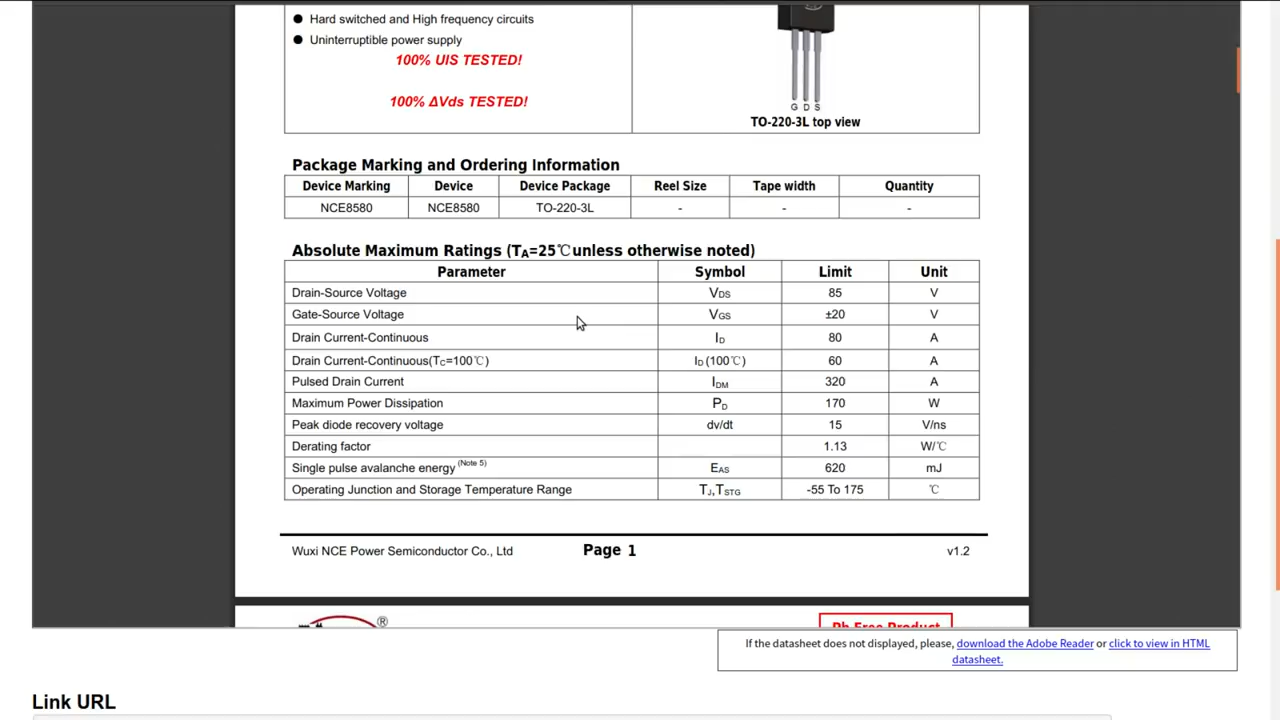 ● Hard switched and High frequency circuits
● Uninterruptible power supply
100% UIS TESTED!
100% ΔVds TESTED!
G D S
TO-220-3L top view
Package Marking and Ordering Information
Device Marking Device Device Package Reel Size Tape width Quantity
NCE8580 NCE8580 TO-220-3L - - -
Absolute Maximum Ratings (TA=25℃unless otherwise noted)
Parameter Symbol Limit Unit
Drain-Source Voltage VDS 85 V
Gate-Source Voltage VGS ±20 V
Drain Current-Continuous ID 80 A
Drain Current-Continuous(TC=100℃) ID (100℃) 60 A
Pulsed Drain Current IDM 320 A
Maximum Power Dissipation PD 170 W
Peak diode recovery voltage dv/dt 15 V/ns
Derating factor 1.13 W/℃
Single pulse avalanche energy (Note 5) EAS 620 mJ
Operating Junction and Storage Temperature Range TJ,TSTG -55 To 175 ℃
Wuxi NCE Power Semiconductor Co., Ltd Page 1 v1.2
®
Pb Free Product
If the datasheet does not displayed, please, download the Adobe Reader or click to view in HTML
datasheet.
Link URL